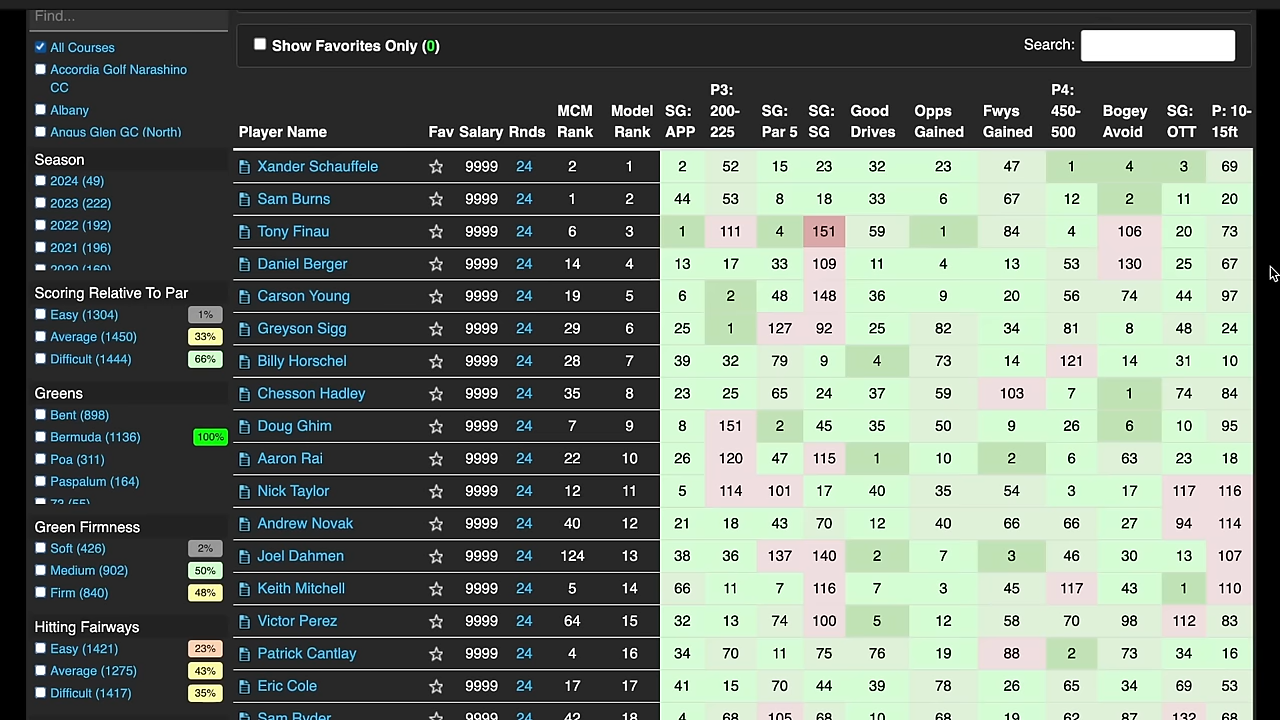 Find...
All Courses
Accordia Golf Narashino
CC
Albany
Angus Glen GC (North)
Season
2024 (49)
2023 (222)
2022 (192)
2021 (196)
2020 (160)
Scoring Relative To Par
Easy (1304) 1%
Average (1450) 33%
Difficult (1444) 66%
Greens
Bent (898)
Bermuda (1136) 100%
Poa (311)
Paspalum (164)
Green Firmness
Soft (426) 2%
Medium (902) 50%
Firm (840) 48%
Hitting Fairways
Easy (1421) 23%
Average (1275) 43%
Difficult (1417) 35%
Show Favorites Only (0) Search:
Player Name Fav Salary Rnds MCM Rank Model Rank SG: APP P3: 200-225 SG: Par 5 SG: SG Good Drives Opps Gained Fwys Gained P4: 450-500 Bogey Avoid SG: OTT P: 10-15ft
Xander Schauffele 9999 24 2 1 2 52 15 23 32 23 47 1 4 3 69
Sam Burns 9999 24 1 2 44 53 8 18 33 6 67 12 2 11 20
Tony Finau 9999 24 6 3 1 111 4 151 59 1 84 4 106 20 73
Daniel Berger 9999 24 14 4 13 17 33 109 11 4 13 53 130 25 67
Carson Young 9999 24 19 5 6 2 48 148 36 9 20 56 74 44 97
Greyson Sigg 9999 24 29 6 25 1 127 92 25 82 34 81 8 48 24
Billy Horschel 9999 24 28 7 39 32 79 9 4 73 14 121 14 31 10
Chesson Hadley 9999 24 35 8 23 25 65 24 37 59 103 7 1 74 84
Doug Ghim 9999 24 7 9 8 151 2 45 35 50 9 26 6 10 95
Aaron Rai 9999 24 22 10 26 120 47 115 1 10 2 6 63 23 18
Nick Taylor 9999 24 12 11 5 114 101 17 40 35 54 3 17 117 116
Andrew Novak 9999 24 40 12 21 18 43 70 12 40 66 66 27 94 114
Joel Dahmen 9999 24 124 13 38 36 137 140 2 7 3 46 30 13 107
Keith Mitchell 9999 24 5 14 66 11 7 116 7 3 45 117 43 1 110
Victor Perez 9999 24 64 15 32 13 74 100 5 12 58 70 98 112 83
Patrick Cantlay 9999 24 4 16 34 70 11 75 76 19 88 2 73 34 16
Eric Cole 9999 24 17 17 41 15 70 44 39 78 26 65 34 69 53
Sam Ryder 9999 24 42 18 4 68 105 68 10 68 19 62 87 132 68